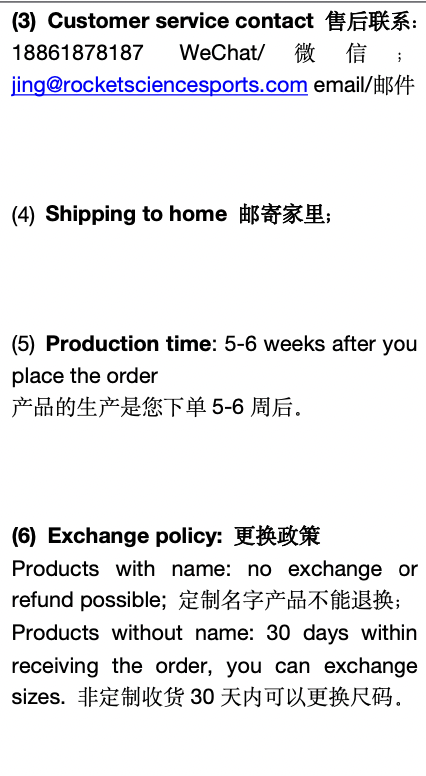 (3) Customer service contact 售后联系：
18861878187 WeChat/ 微 信 ；
jing@rocketsciencesports.com email/邮件
(4) Shipping to home 邮寄家里；
(5) Production time: 5-6 weeks after you
place the order
产品的生产是您下单 5-6 周后。
(6) Exchange policy: 更换政策
Products with name: no exchange or
refund possible; 定制名字产品不能退换；
Products without name: 30 days within
receiving the order, you can exchange
sizes. 非定制收货 30 天内可以更换尺码。